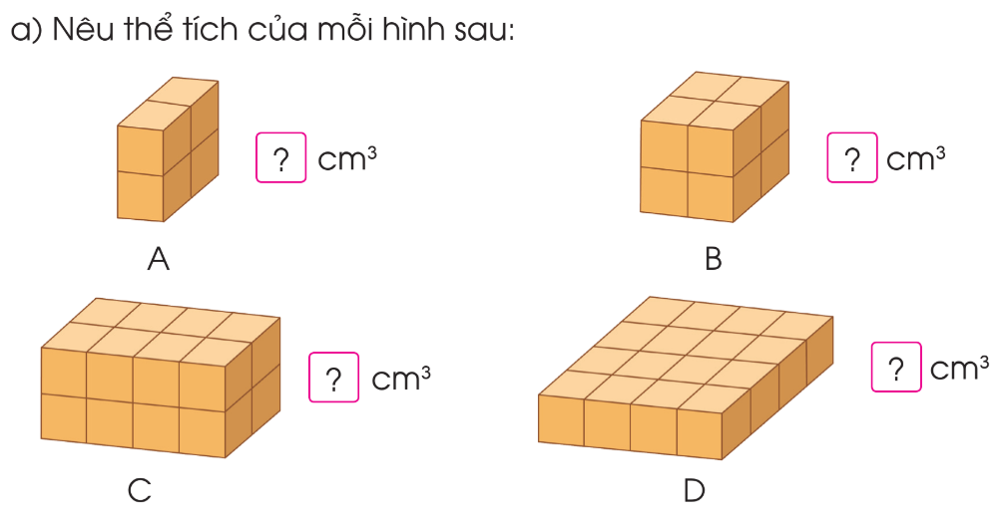 a) Nêu thể tích của mỗi hình sau:
? cm³
? cm³
A
B
? cm³
? cm³
C
D